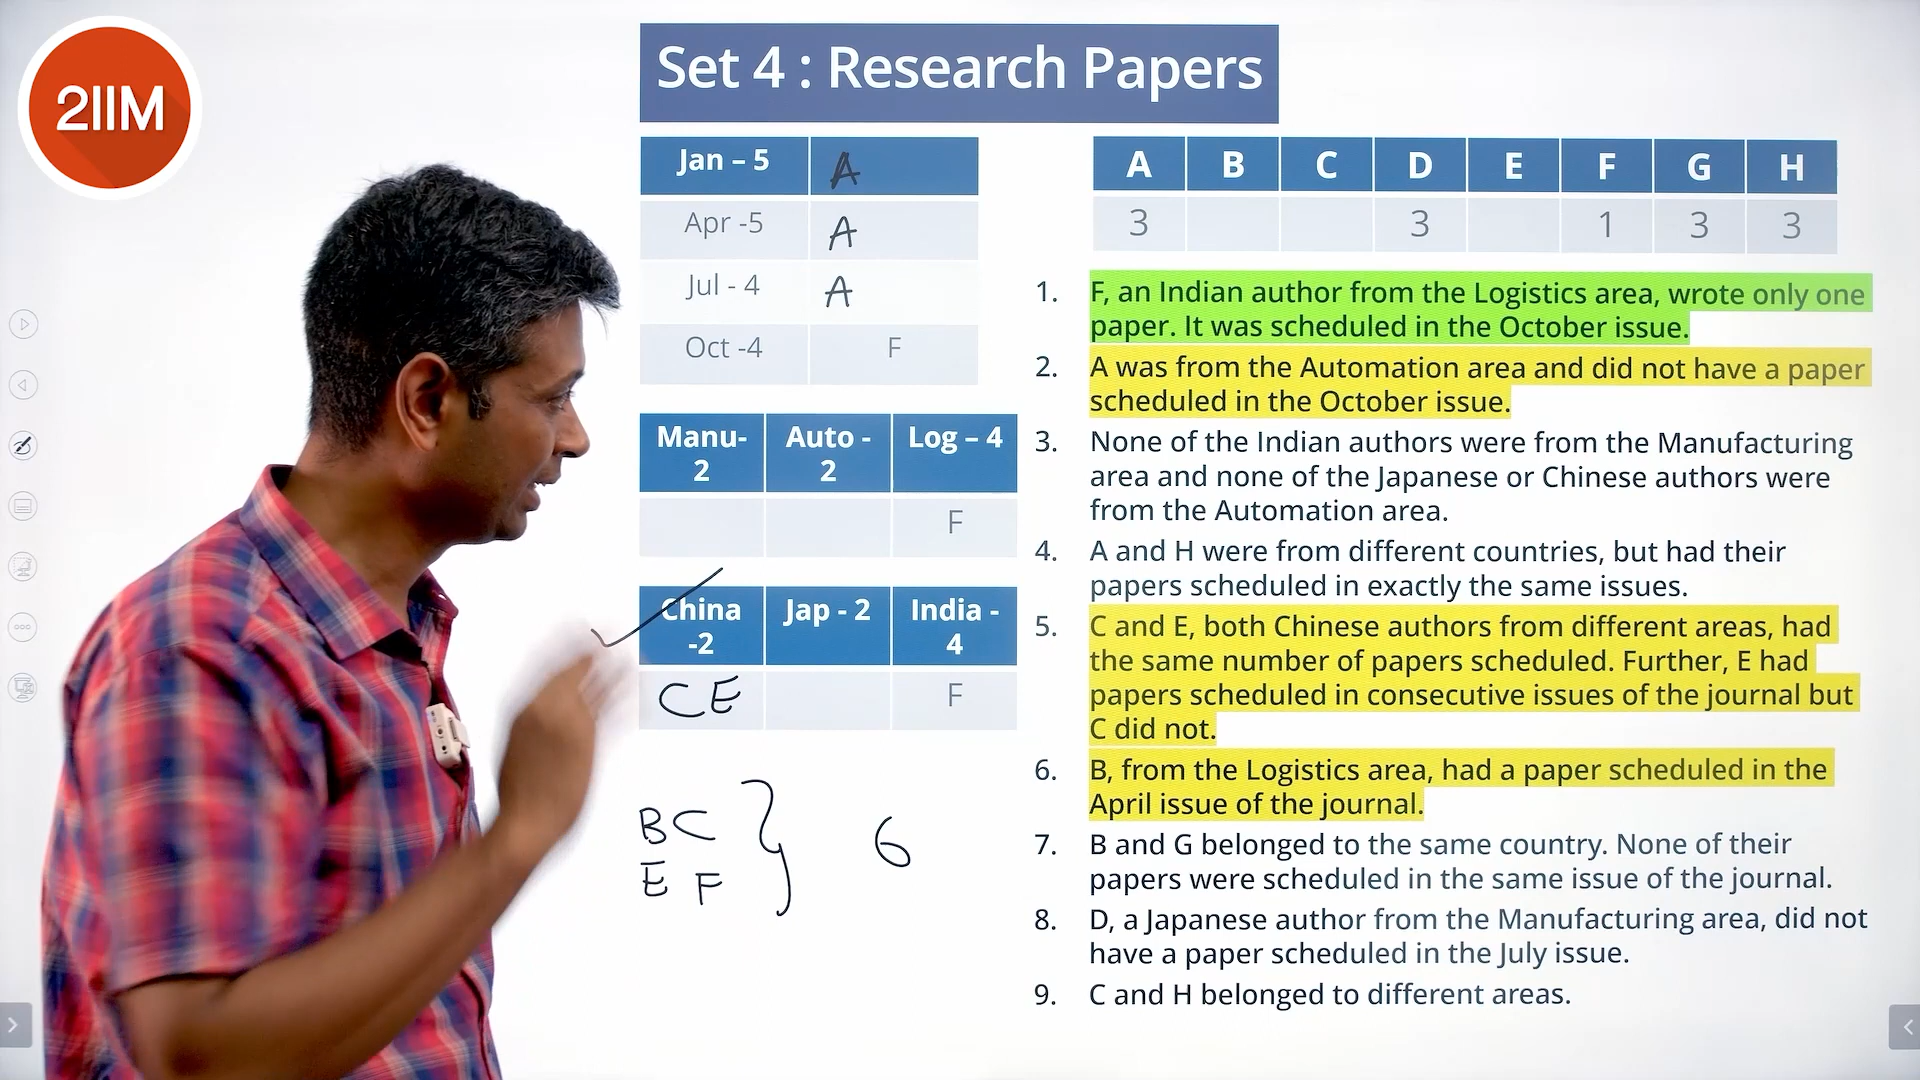 2IIM
Set 4 : Research Papers
Jan – 5 A
Apr -5 A
Jul - 4 A
Oct -4 F
Manu-2 Auto - 2 Log – 4
F
China -2 Jap - 2 India - 4
C E F
B C
E F
6
A B C D E F G H
3 3 1 3 3
1. F, an Indian author from the Logistics area, wrote only one
paper. It was scheduled in the October issue.
2. A was from the Automation area and did not have a paper
scheduled in the October issue.
3. None of the Indian authors were from the Manufacturing
area and none of the Japanese or Chinese authors were
from the Automation area.
4. A and H were from different countries, but had their
papers scheduled in exactly the same issues.
5. C and E, both Chinese authors from different areas, had
the same number of papers scheduled. Further, E had
papers scheduled in consecutive issues of the journal but
C did not.
6. B, from the Logistics area, had a paper scheduled in the
April issue of the journal.
7. B and G belonged to the same country. None of their
papers were scheduled in the same issue of the journal.
8. D, a Japanese author from the Manufacturing area, did not
have a paper scheduled in the July issue.
9. C and H belonged to different areas.